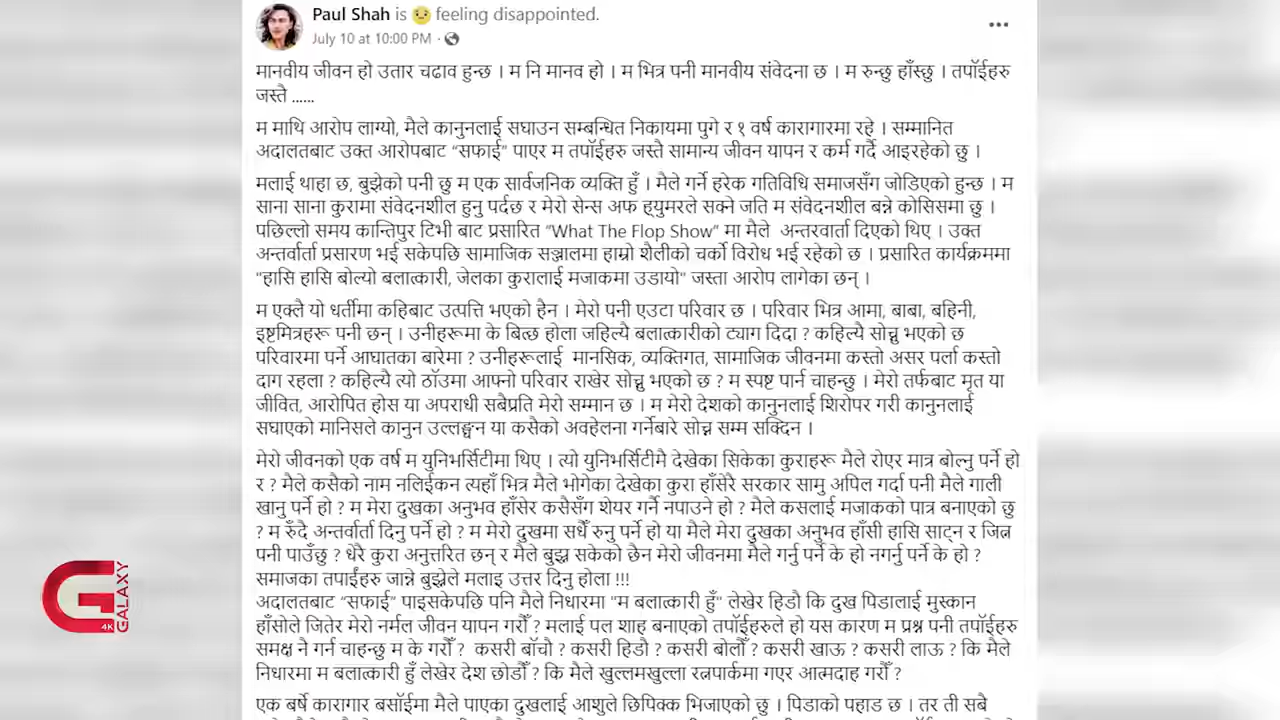 Paul Shah is 😟 feeling disappointed.
July 10 at 10:00 PM ·
मानवीय जीवन हो उतार चढाव हुन्छ । म नि मानव हो । म भित्र पनी मानवीय संवेदना छ । म रुन्छु हाँस्छु । तपाॅईहरु
जस्तै ......
म माथि आरोप लाग्यो, मैले कानुनलाई सघाउन सम्बन्धित निकायमा पुगे र १ वर्ष कारागारमा रहे । सम्मानित
अदालतबाट उक्त आरोपबाट “सफाई” पाएर म तपाॅईहरु जस्तै सामान्य जीवन यापन र कर्म गर्दै आइरहेको छु ।
मलाई थाहा छ, बुझेको पनी छु म एक सार्वजनिक व्यक्ति हुँ । मैले गर्ने हरेक गतिविधि समाजसँग जोडिएको हुन्छ । म
साना साना कुरामा संवेदनशील हुनु पर्दछ र मेरो सेन्स अफ ह्युमरले सक्ने जति म संवेदनशील बन्ने कोसिसमा छु ।
पछिल्लो समय कान्तिपुर टिभी बाट प्रसारित “What The Flop Show” मा मैले अन्तरवार्ता दिएको थिए । उक्त
अन्तर्वार्ता प्रसारण भई सकेपछि सामाजिक सञ्जालमा हाम्रो शैलीको चर्को विरोध भई रहेको छ । प्रसारित कार्यक्रममा
"हासि हासि बोल्यो बलात्कारी, जेलका कुरालाई मजाकमा उडायो" जस्ता आरोप लागेका छन् ।
म एक्लै यो धर्तीमा कहिबाट उत्पत्ति भएको हैन । मेरो पनी एउटा परिवार छ । परिवार भित्र आमा, बाबा, बहिनी,
इष्टमित्रहरू पनी छन् । उनीहरूमा के बित्छ होला जहिल्यै बलात्कारीको ट्याग दिदा ? कहिल्यै सोच्नु भएको छ
परिवारमा पर्ने आघातका बारेमा ? उनीहरूलाई मानसिक, व्यक्तिगत, सामाजिक जीवनमा कस्तो असर पर्ला कस्तो
दाग रहला ? कहिल्यै त्यो ठाॅउमा आफ्नो परिवार राखेर सोच्नु भएको छ ? म स्पष्ट पार्न चाहन्छु । मेरो तर्फबाट मृत या
जीवित, आरोपित होस या अपराधी सबैप्रति मेरो सम्मान छ । म मेरो देशको कानुनलाई शिरोपर गरी कानुनलाई
सघाएको मानिसले कानुन उल्लङ्घन या कसैको अवहेलना गर्नेबारे सोच्न सम्म सक्दिन ।
मेरो जीवनको एक वर्ष म युनिभर्सिटीमा थिए । त्यो युनिभर्सिटीमै देखेका सिकेका कुराहरू मैले रोएर मात्र बोल्नु पर्ने हो
र ? मैले कसैको नाम नलिईकन त्यहाँ भित्र मैले भोगेका देखेका कुरा हाँसेरै सरकार सामु अपिल गर्दा पनी मैले गाली
खानु पर्ने हो ? म मेरा दुखका अनुभव हाँसेर कसैसँग शेयर गर्नै नपाउने हो ? मैले कसलाई मजाकको पात्र बनाएको छु
? म रुँदै अन्तर्वार्ता दिनु पर्ने हो ? म मेरो दुखमा सधैँ रुनु पर्ने हो या मैले मेरा दुखका अनुभव हाँसी हासि साट्न र जित्न
पनी पाउँछु ? धेरै कुरा अनुत्तरित छन् र मैले बुझ्न सकेको छैन मेरो जीवनमा मैले गर्नु पर्ने के हो नगर्नु पर्ने के हो ?
समाजका तपाईंहरु जान्ने बुझ्नेले मलाइ उत्तर दिनु होला !!!
अदालतबाट “सफाई” पाइसकेपछि पनि मैले निधारमा "म बलात्कारी हुँ" लेखेर हिडौ कि दुख पिडालाई मुस्कान
हाँसोले जितेर मेरो नर्मल जीवन यापन गरौँ ? मलाई पल शाह बनाएको तपाॅईहरुले हो यस कारण म प्रश्न पनी तपाॅईहरु
समक्ष नै गर्न चाहन्छु म के गरौँ ? कसरी बाॅचौ ? कसरी हिडौ ? कसरी बोलौँ ? कसरी खाऊ ? कसरी लाऊ ? कि मैले
निधारमा म बलात्कारी हुँ लेखेर देश छोडौँ ? कि मैले खुल्लमखुल्ला रत्नपार्कमा गएर आत्मदाह गरौँ ?
एक बर्षे कारागार बसाॅईमा मैले पाएका दुखलाई आशुले छिपिक्क भिजाएको छु । पिडाको पहाड छ । तर ती सबै
G GALAXY 4K